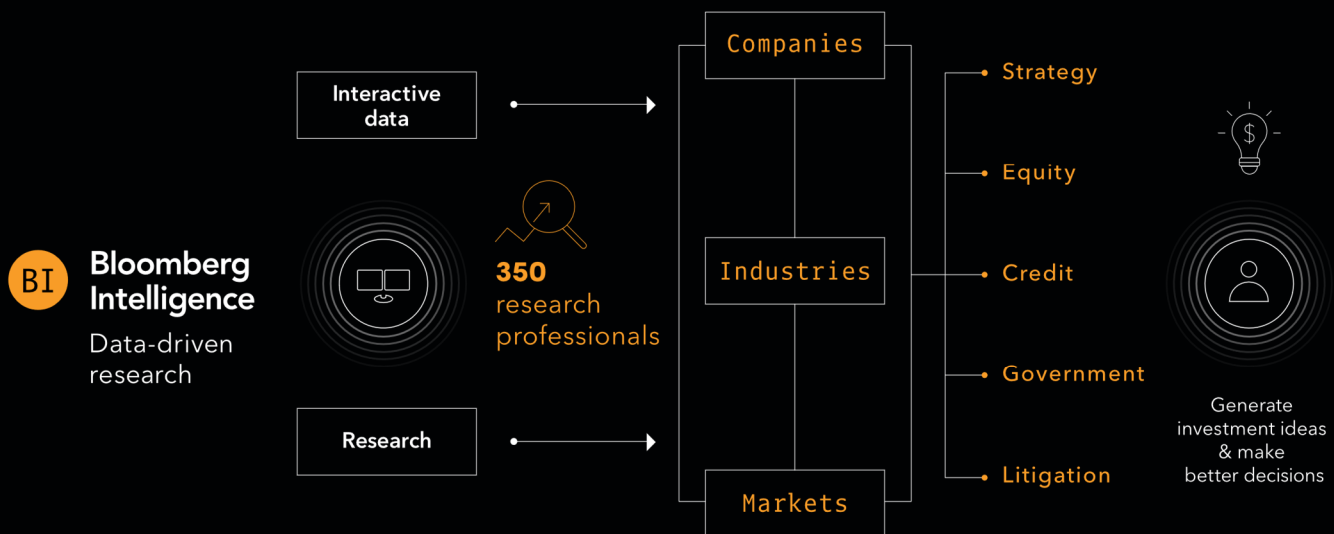 BI
Bloomberg
Intelligence
Data-driven
research
Interactive
data
350
research
professionals
Research
Companies
Industries
Markets
Strategy
Equity
Credit
Government
Litigation
$
Generate
investment ideas
& make
better decisions